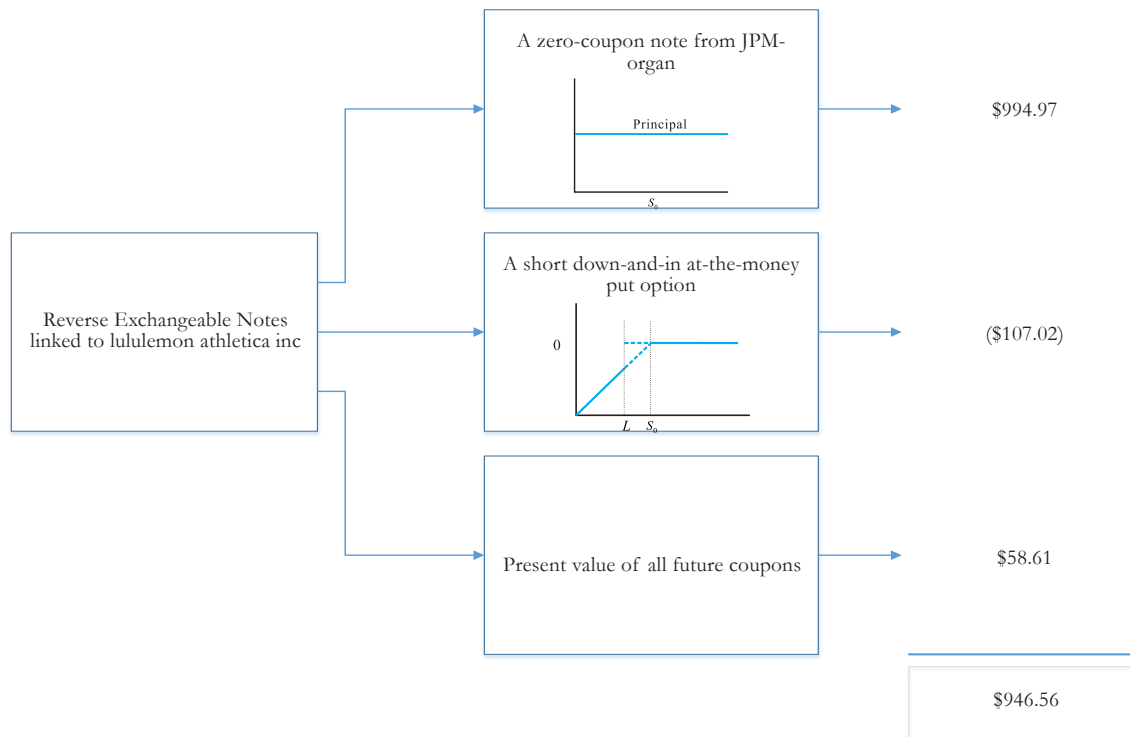 A zero-coupon note from JPM-
organ
Principal
S₀
$994.97
Reverse Exchangeable Notes
linked to lululemon athletica inc
A short down-and-in at-the-money
put option
0
L S₀
($107.02)
Present value of all future coupons
$58.61
$946.56